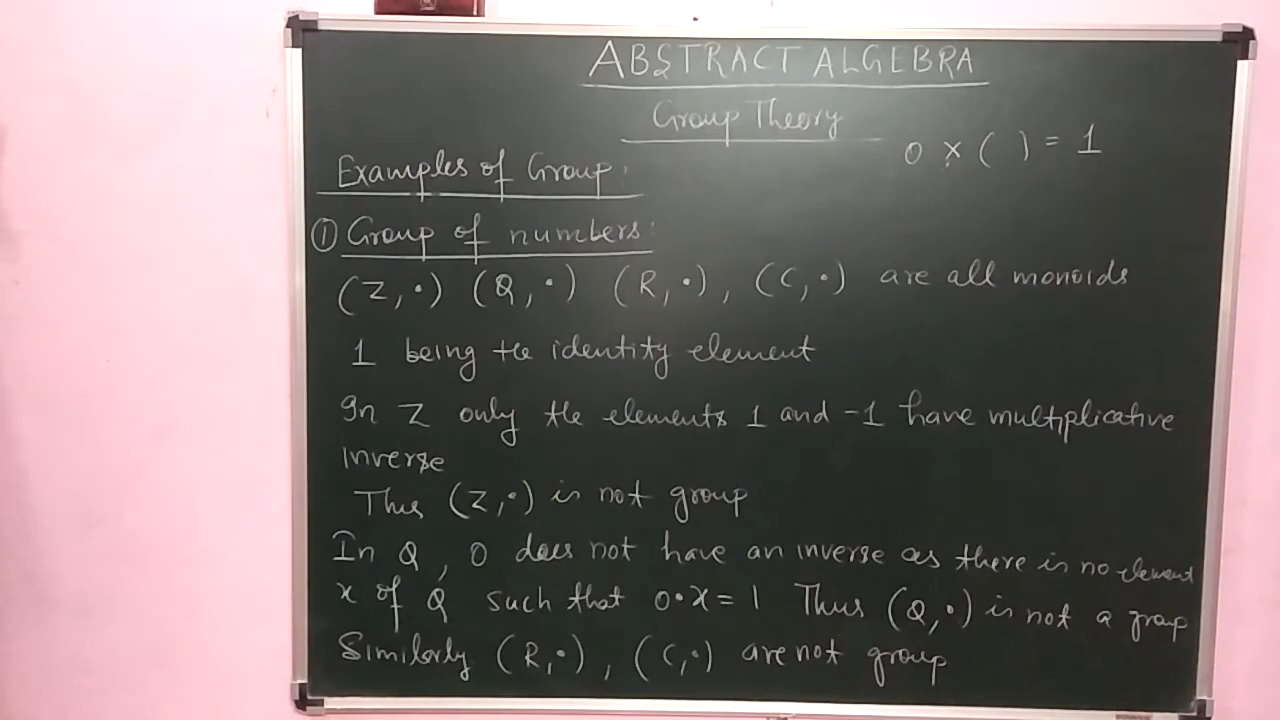 ABSTRACT ALGEBRA
Group Theory
0 × ( ) = 1
Examples of Group:
① Group of numbers:
(Z, •) (Q, •) (R, •), (C, •) are all monoids
1 being the identity element
In Z only the elements 1 and -1 have multiplicative
inverse
Thus (Z, •) is not group
In Q, 0 does not have an inverse as there is no element
x of Q such that 0•x = 1 Thus (Q, •) is not a group
Similarly (R, •), (C, •) are not group